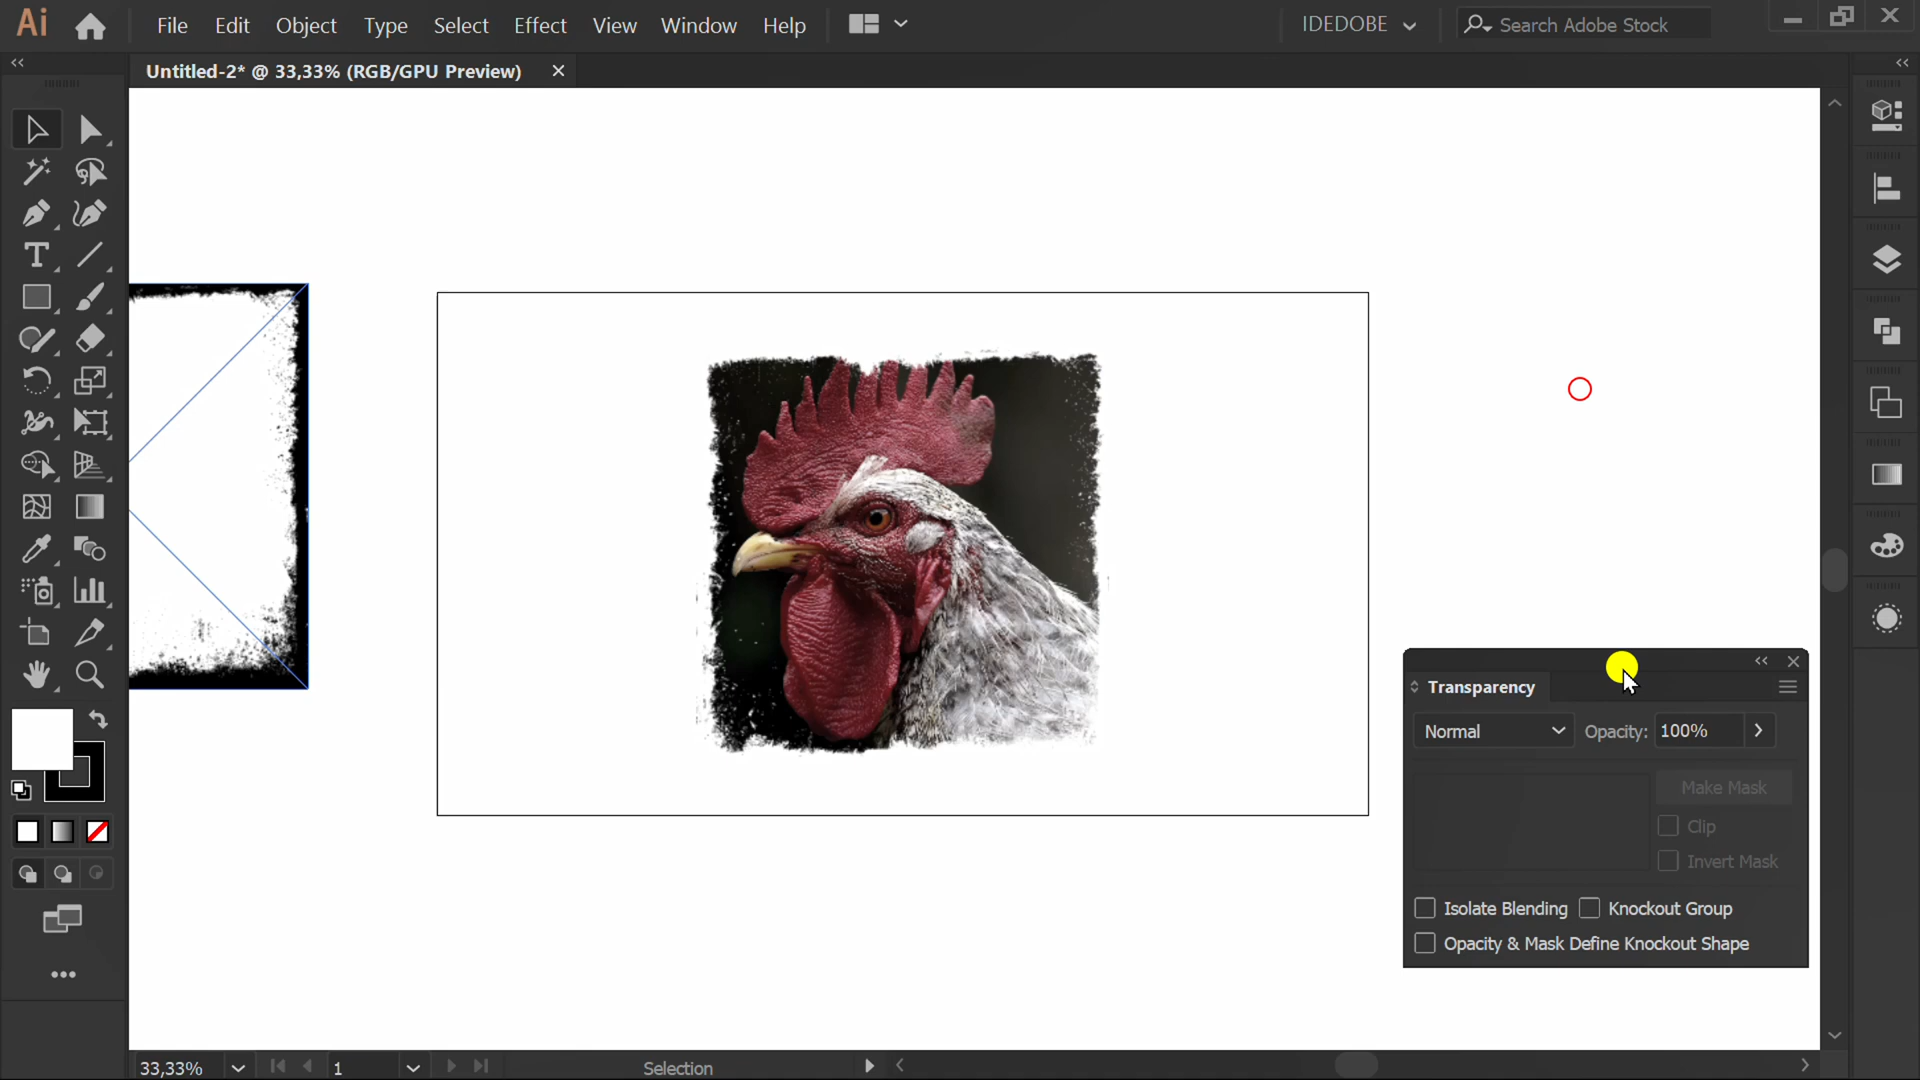 Ai File Edit Object Type Select Effect View Window Help IDEDOBE Search Adobe Stock
Untitled-2* @ 33,33% (RGB/GPU Preview)
Transparency
Normal Opacity: 100%
Make Mask
Clip
Invert Mask
Isolate Blending Knockout Group
Opacity & Mask Define Knockout Shape
33,33% 1 Selection